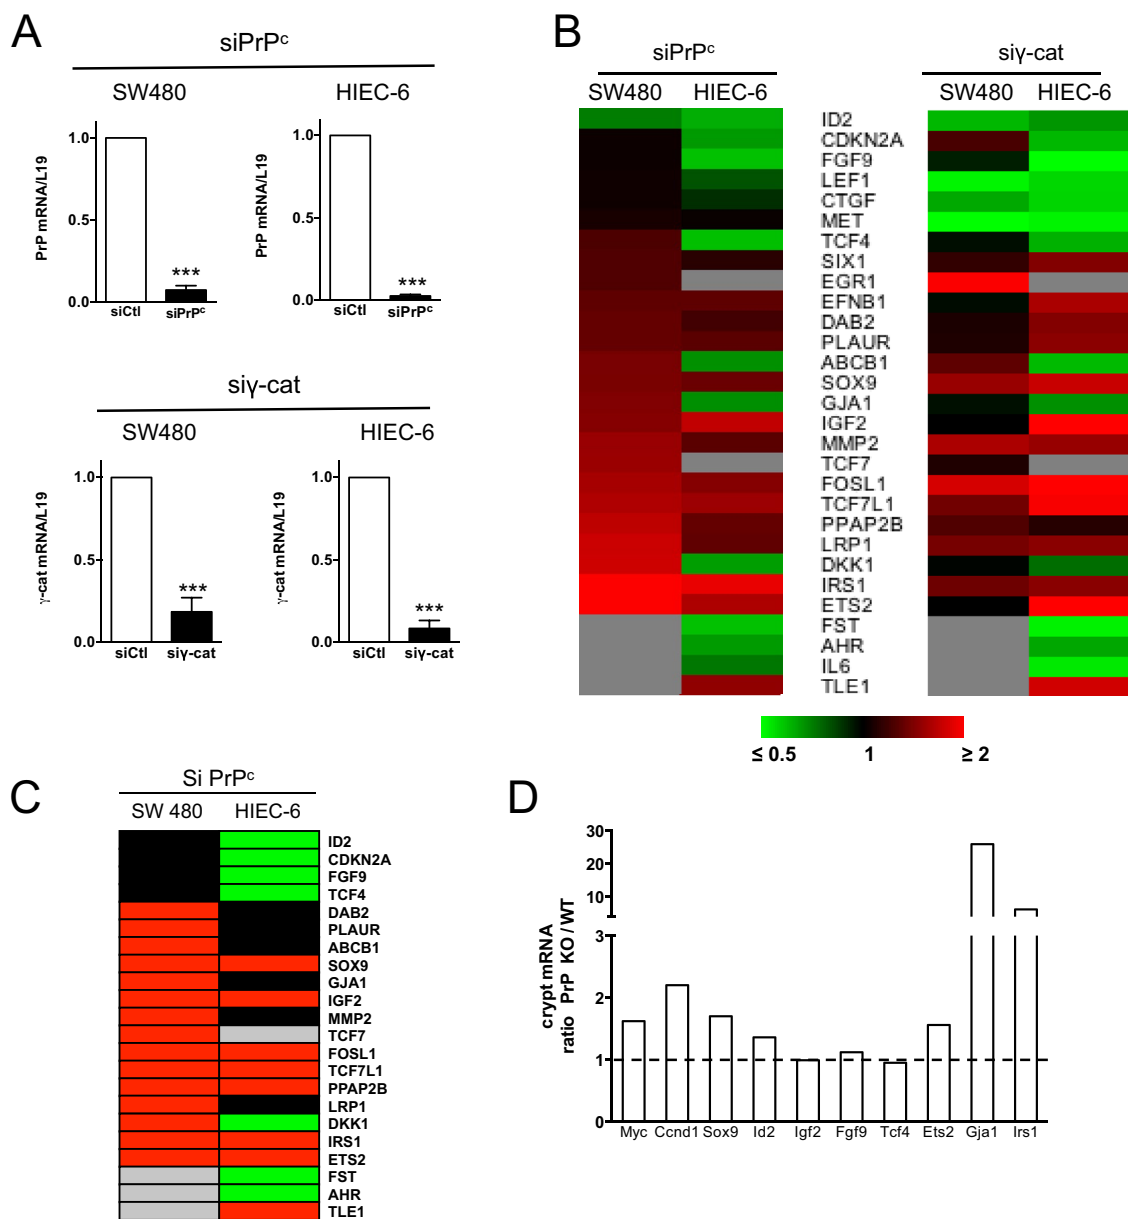 A
siPrPᶜ
SW480
HIEC-6
PrP mRNA/L19
1.0
0.5
0.0
***
siCtl
siPrPᶜ
PrP mRNA/L19
1.0
0.5
0.0
***
siCtl
siPrPᶜ
siγ-cat
SW480
HIEC-6
γ-cat mRNA/L19
1.0
0.5
0.0
***
siCtl
siγ-cat
γ-cat mRNA/L19
1.0
0.5
0.0
***
siCtl
siγ-cat
B
siPrPᶜ
siγ-cat
SW480
HIEC-6
SW480
HIEC-6
ID2
CDKN2A
FGF9
LEF1
CTGF
MET
TCF4
SIX1
EGR1
EFNB1
DAB2
PLAUR
ABCB1
SOX9
GJA1
IGF2
MMP2
TCF7
FOSL1
TCF7L1
PPAP2B
LRP1
DKK1
IRS1
ETS2
FST
AHR
IL6
TLE1
≤ 0.5
1
≥ 2
C
Si PrPᶜ
SW 480
HIEC-6
ID2
CDKN2A
FGF9
TCF4
DAB2
PLAUR
ABCB1
SOX9
GJA1
IGF2
MMP2
TCF7
FOSL1
TCF7L1
PPAP2B
LRP1
DKK1
IRS1
ETS2
FST
AHR
TLE1
D
crypt mRNA
ratio PrP KO / WT
30
20
10
3
2
1
0
Myc
Ccnd1
Sox9
Id2
Igf2
Fgf9
Tcf4
Ets2
Gja1
Irs1